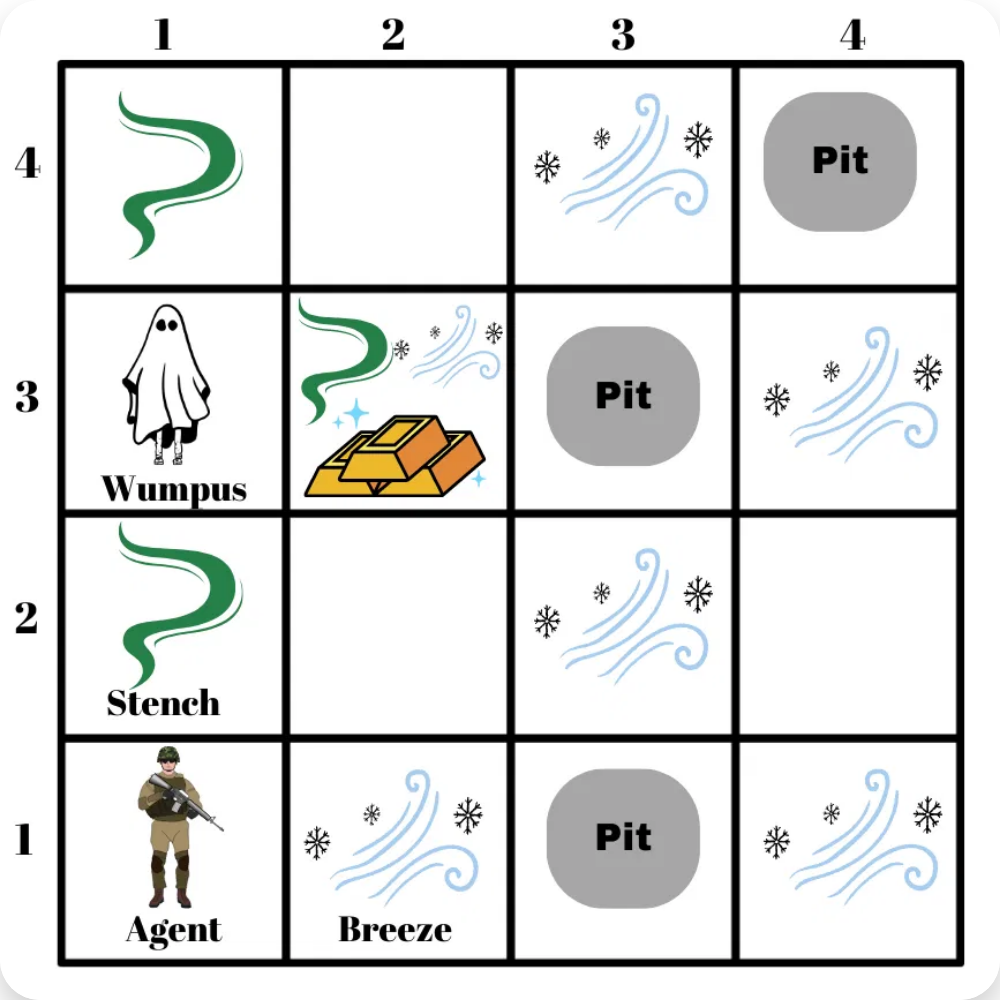 1 2 3 4
4 Pit
3 Wumpus Pit
2 Stench
1 Agent Breeze Pit